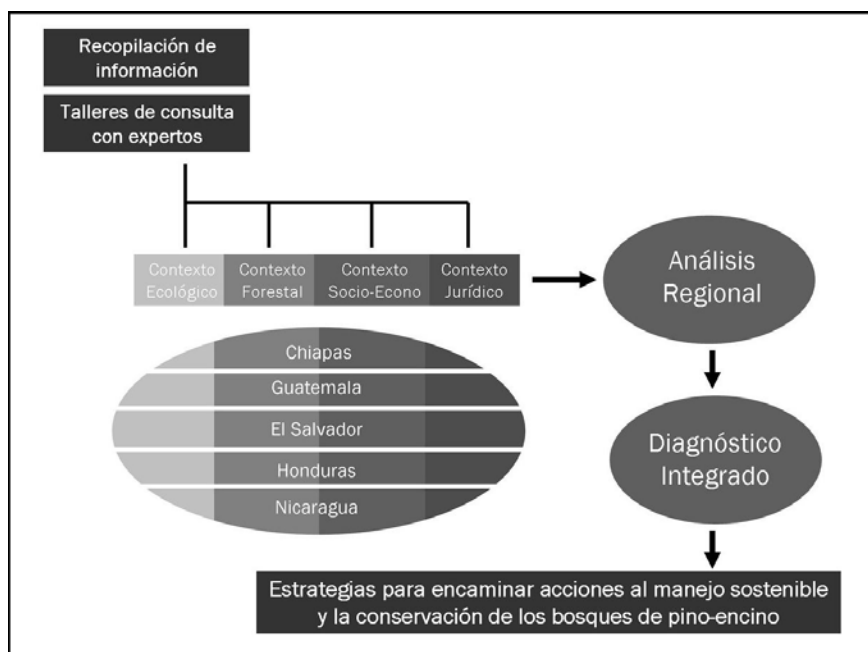 Recopilación de
información
Talleres de consulta
con expertos
Contexto
Ecológico
Contexto
Forestal
Contexto
Socio-Econo
Contexto
Jurídico
Análisis
Regional
Chiapas
Guatemala
El Salvador
Honduras
Nicaragua
Diagnóstico
Integrado
Estrategias para encaminar acciones al manejo sostenible
y la conservación de los bosques de pino-encino